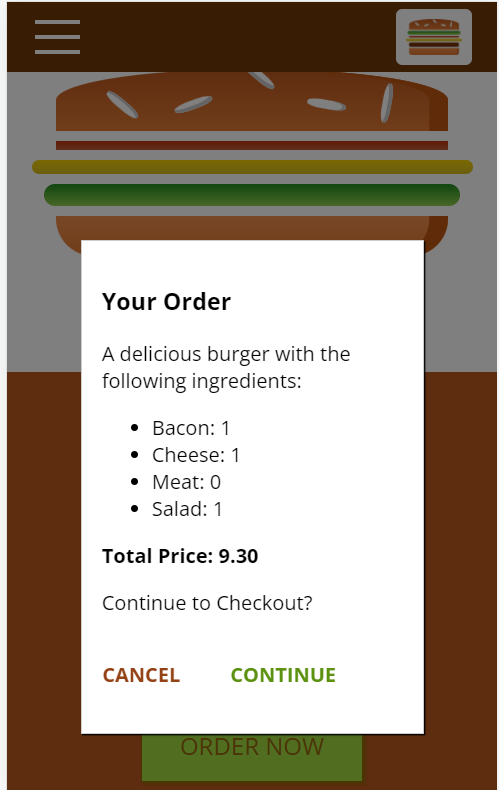 Your Order
A delicious burger with the
following ingredients:
Bacon: 1
Cheese: 1
Meat: 0
Salad: 1
Total Price: 9.30
Continue to Checkout?
CANCEL CONTINUE
ORDER NOW